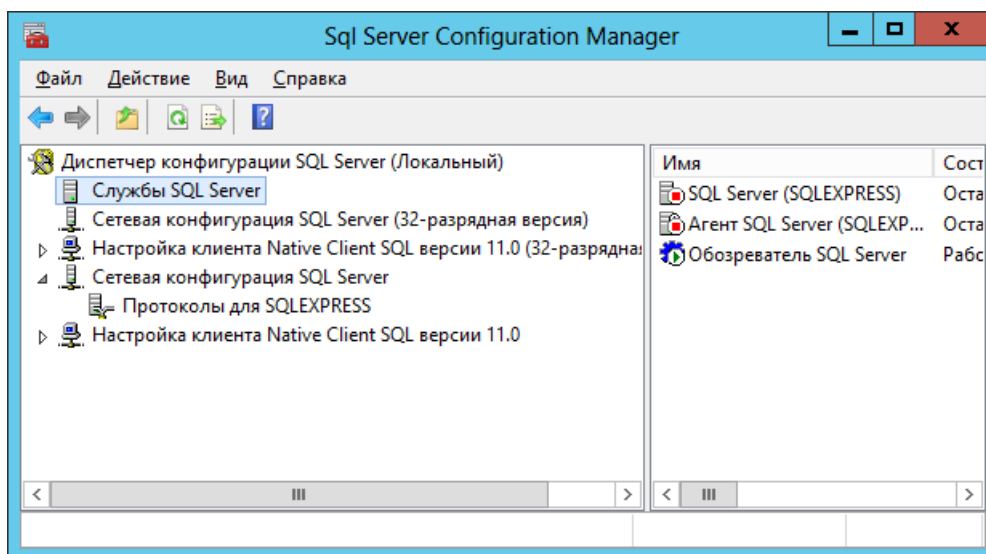 Sql Server Configuration Manager
Файл Действие Вид Справка
Диспетчер конфигурации SQL Server (Локальный)
Службы SQL Server
Сетевая конфигурация SQL Server (32-разрядная версия)
Настройка клиента Native Client SQL версии 11.0 (32-разрядная
Сетевая конфигурация SQL Server
Протоколы для SQLEXPRESS
Настройка клиента Native Client SQL версии 11.0
Имя Сост
SQL Server (SQLEXPRESS) Оста
Агент SQL Server (SQLEXP... Оста
Обозреватель SQL Server Рабс